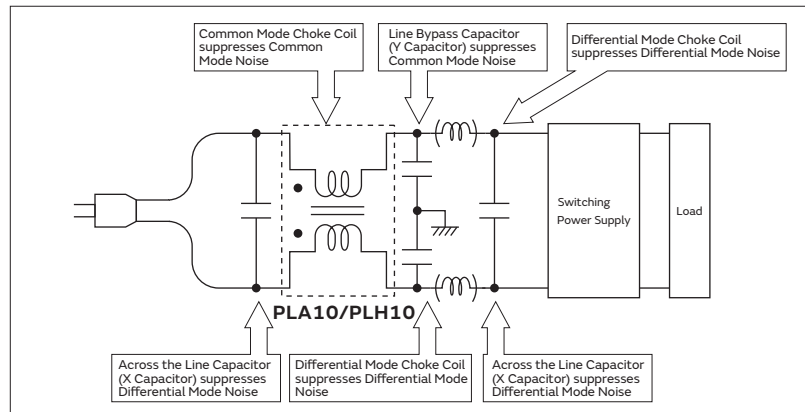 Common Mode Choke Coil
suppresses Common
Mode Noise
Line Bypass Capacitor
(Y Capacitor) suppresses
Common Mode Noise
Differential Mode Choke Coil
suppresses Differential Mode Noise
Switching
Power Supply
Load
PLA10/PLH10
Across the Line Capacitor
(X Capacitor) suppresses
Differential Mode Noise
Differential Mode Choke Coil
suppresses Differential Mode
Noise
Across the Line Capacitor
(X Capacitor) suppresses
Differential Mode Noise